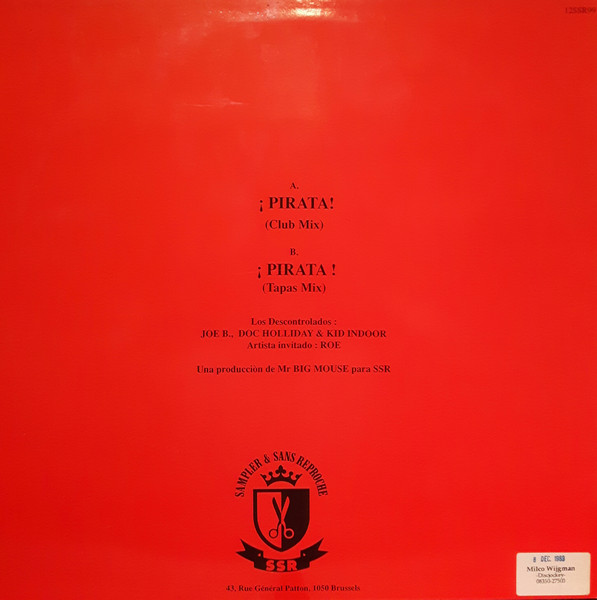 A.
¡ PIRATA!
(Club Mix)
B.
¡ PIRATA !
(Tapas Mix)
Los Descontrolados :
JOE B., DOC HOLLIDAY & KID INDOOR
Artista invitado : ROE
Una producción de Mr BIG MOUSE para SSR
SAMPLER & SANS REPROCHE
SSR
43, Rue Général Patton, 1050 Brussels
DEC.
Milco Wijgman
-Discjockey-